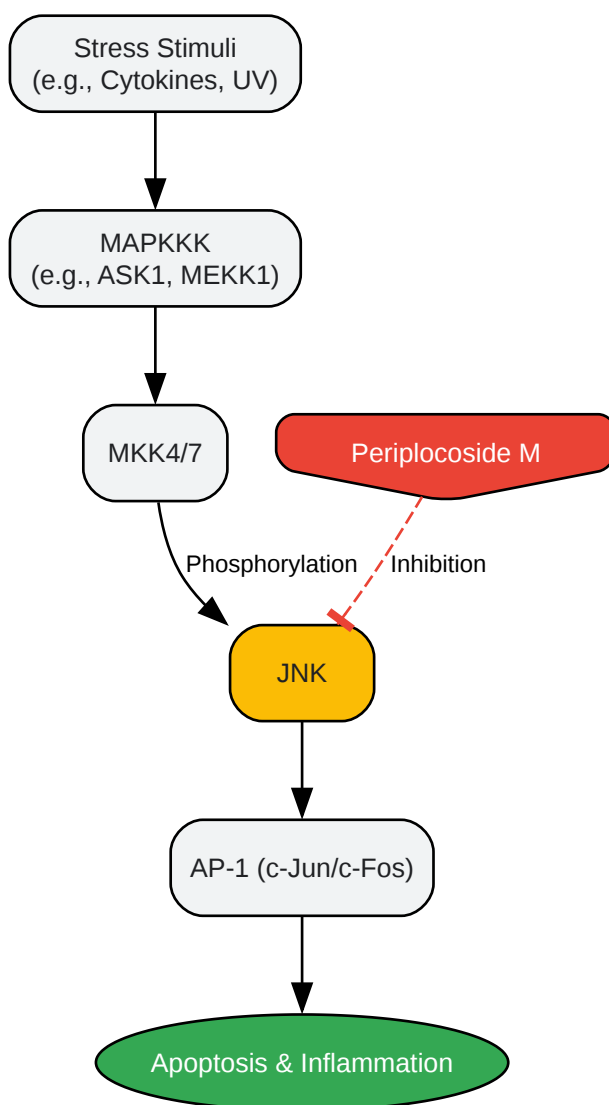 Stress Stimuli
(e.g., Cytokines, UV)
MAPKKK
(e.g., ASK1, MEKK1)
MKK4/7
Periplocoside M
Phosphorylation
Inhibition
JNK
AP-1 (c-Jun/c-Fos)
Apoptosis & Inflammation